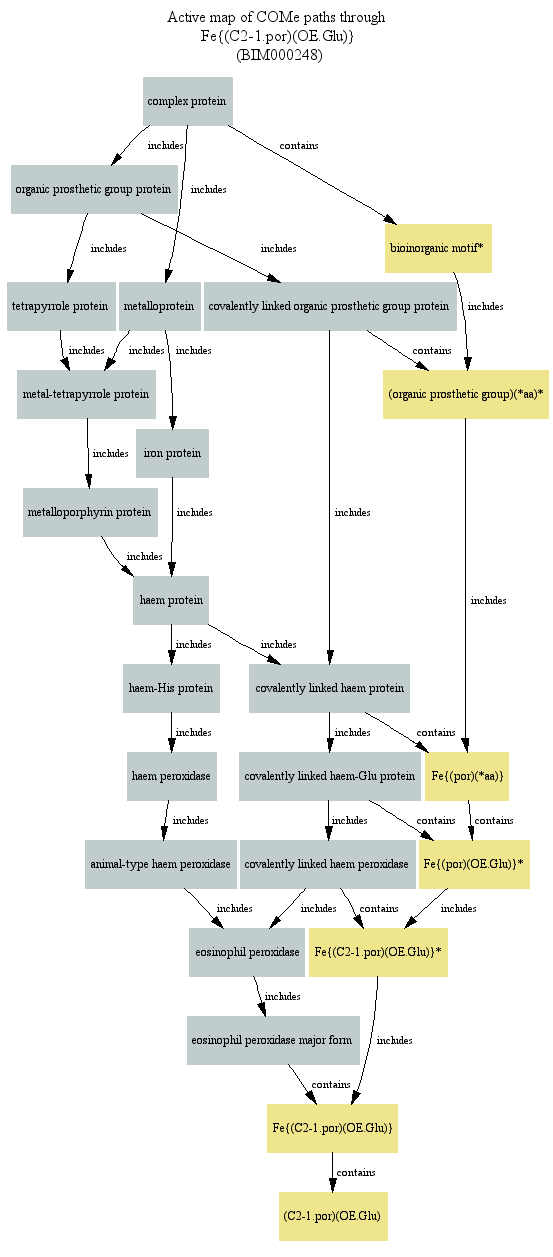 Active map of COMe paths through
Fe{(C2-1.por)(OE.Glu)}
(BIM000248)
complex protein
includes
contains
organic prosthetic group protein
includes
bioinorganic motif*
includes
includes
includes
tetrapyrrole protein
metalloprotein
covalently linked organic prosthetic group protein
includes
includes
includes
contains
metal-tetrapyrrole protein
(organic prosthetic group)(*aa)*
iron protein
includes
metalloporphyrin protein
includes
includes
includes
haem protein
includes
includes
includes
haem-His protein
covalently linked haem protein
includes
includes
contains
haem peroxidase
covalently linked haem-Glu protein
Fe{(por)(*aa)}
includes
includes
contains
contains
animal-type haem peroxidase
covalently linked haem peroxidase
Fe{(por)(OE.Glu)}*
includes
includes
contains
includes
eosinophil peroxidase
Fe{(C2-1.por)(OE.Glu)}*
includes
eosinophil peroxidase major form
includes
contains
Fe{(C2-1.por)(OE.Glu)}
contains
(C2-1.por)(OE.Glu)